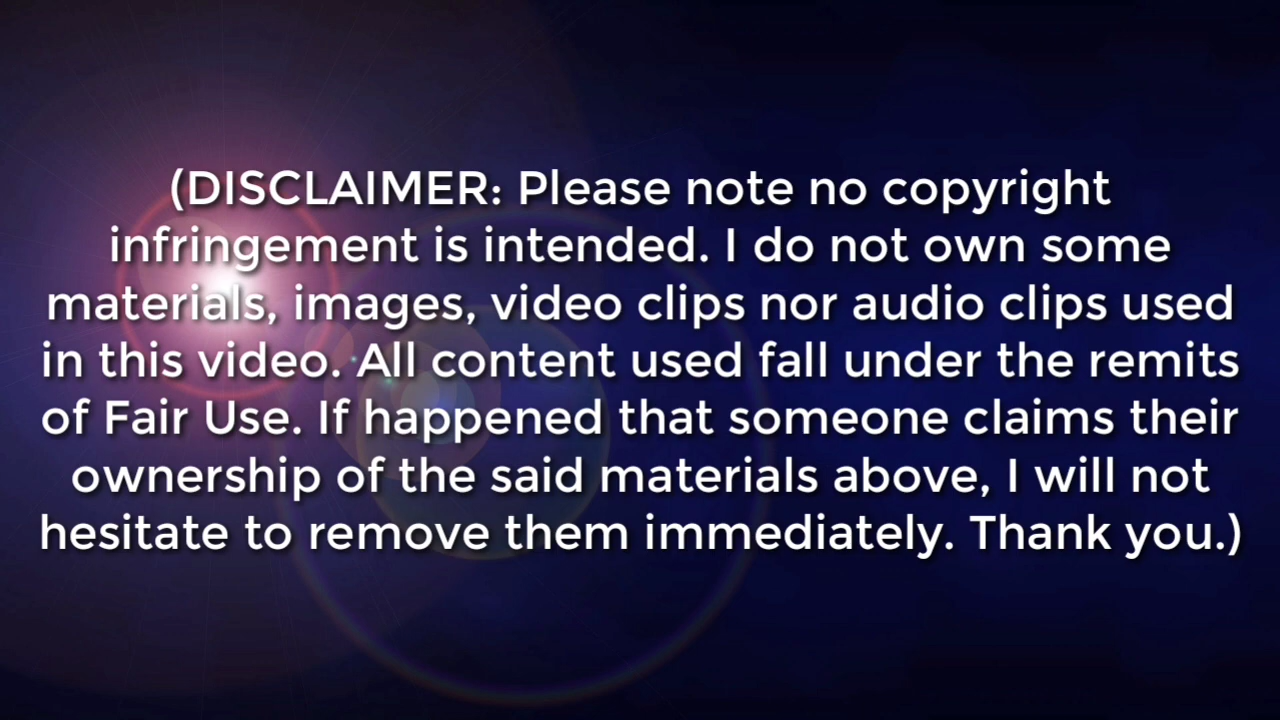 (DISCLAIMER: Please note no copyright
infringement is intended. I do not own some
materials, images, video clips nor audio clips used
in this video. All content used fall under the remits
of Fair Use. If happened that someone claims their
ownership of the said materials above, I will not
hesitate to remove them immediately. Thank you.)